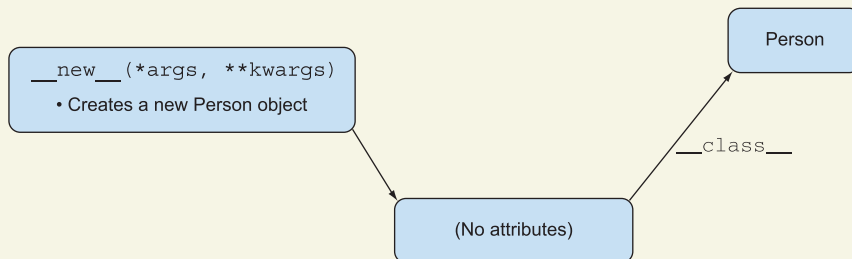 Person
__new__(*args, **kwargs)
• Creates a new Person object
__class__
(No attributes)